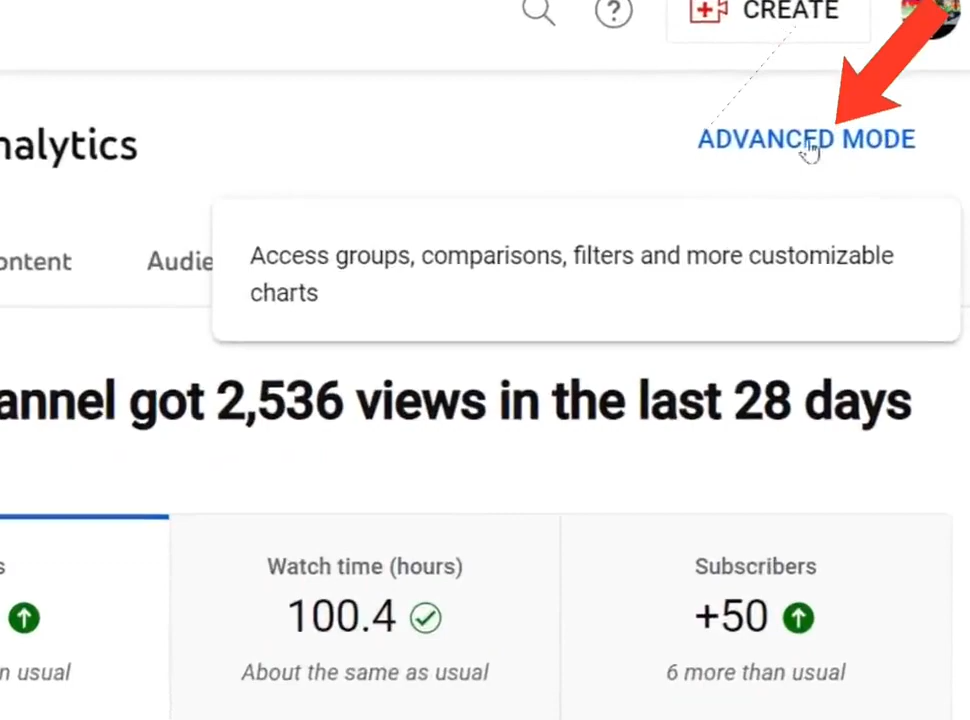 CREATE
nalytics
ADVANCED MODE
ontent
Audie
Access groups, comparisons, filters and more customizable
charts
annel got 2,536 views in the last 28 days
s
Watch time (hours)
Subscribers
100.4
+50
n usual
About the same as usual
6 more than usual